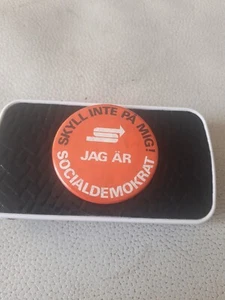 SKYLL INTE PÅ MIG!
JAG ÄR
SOCIALDEMOKRAT